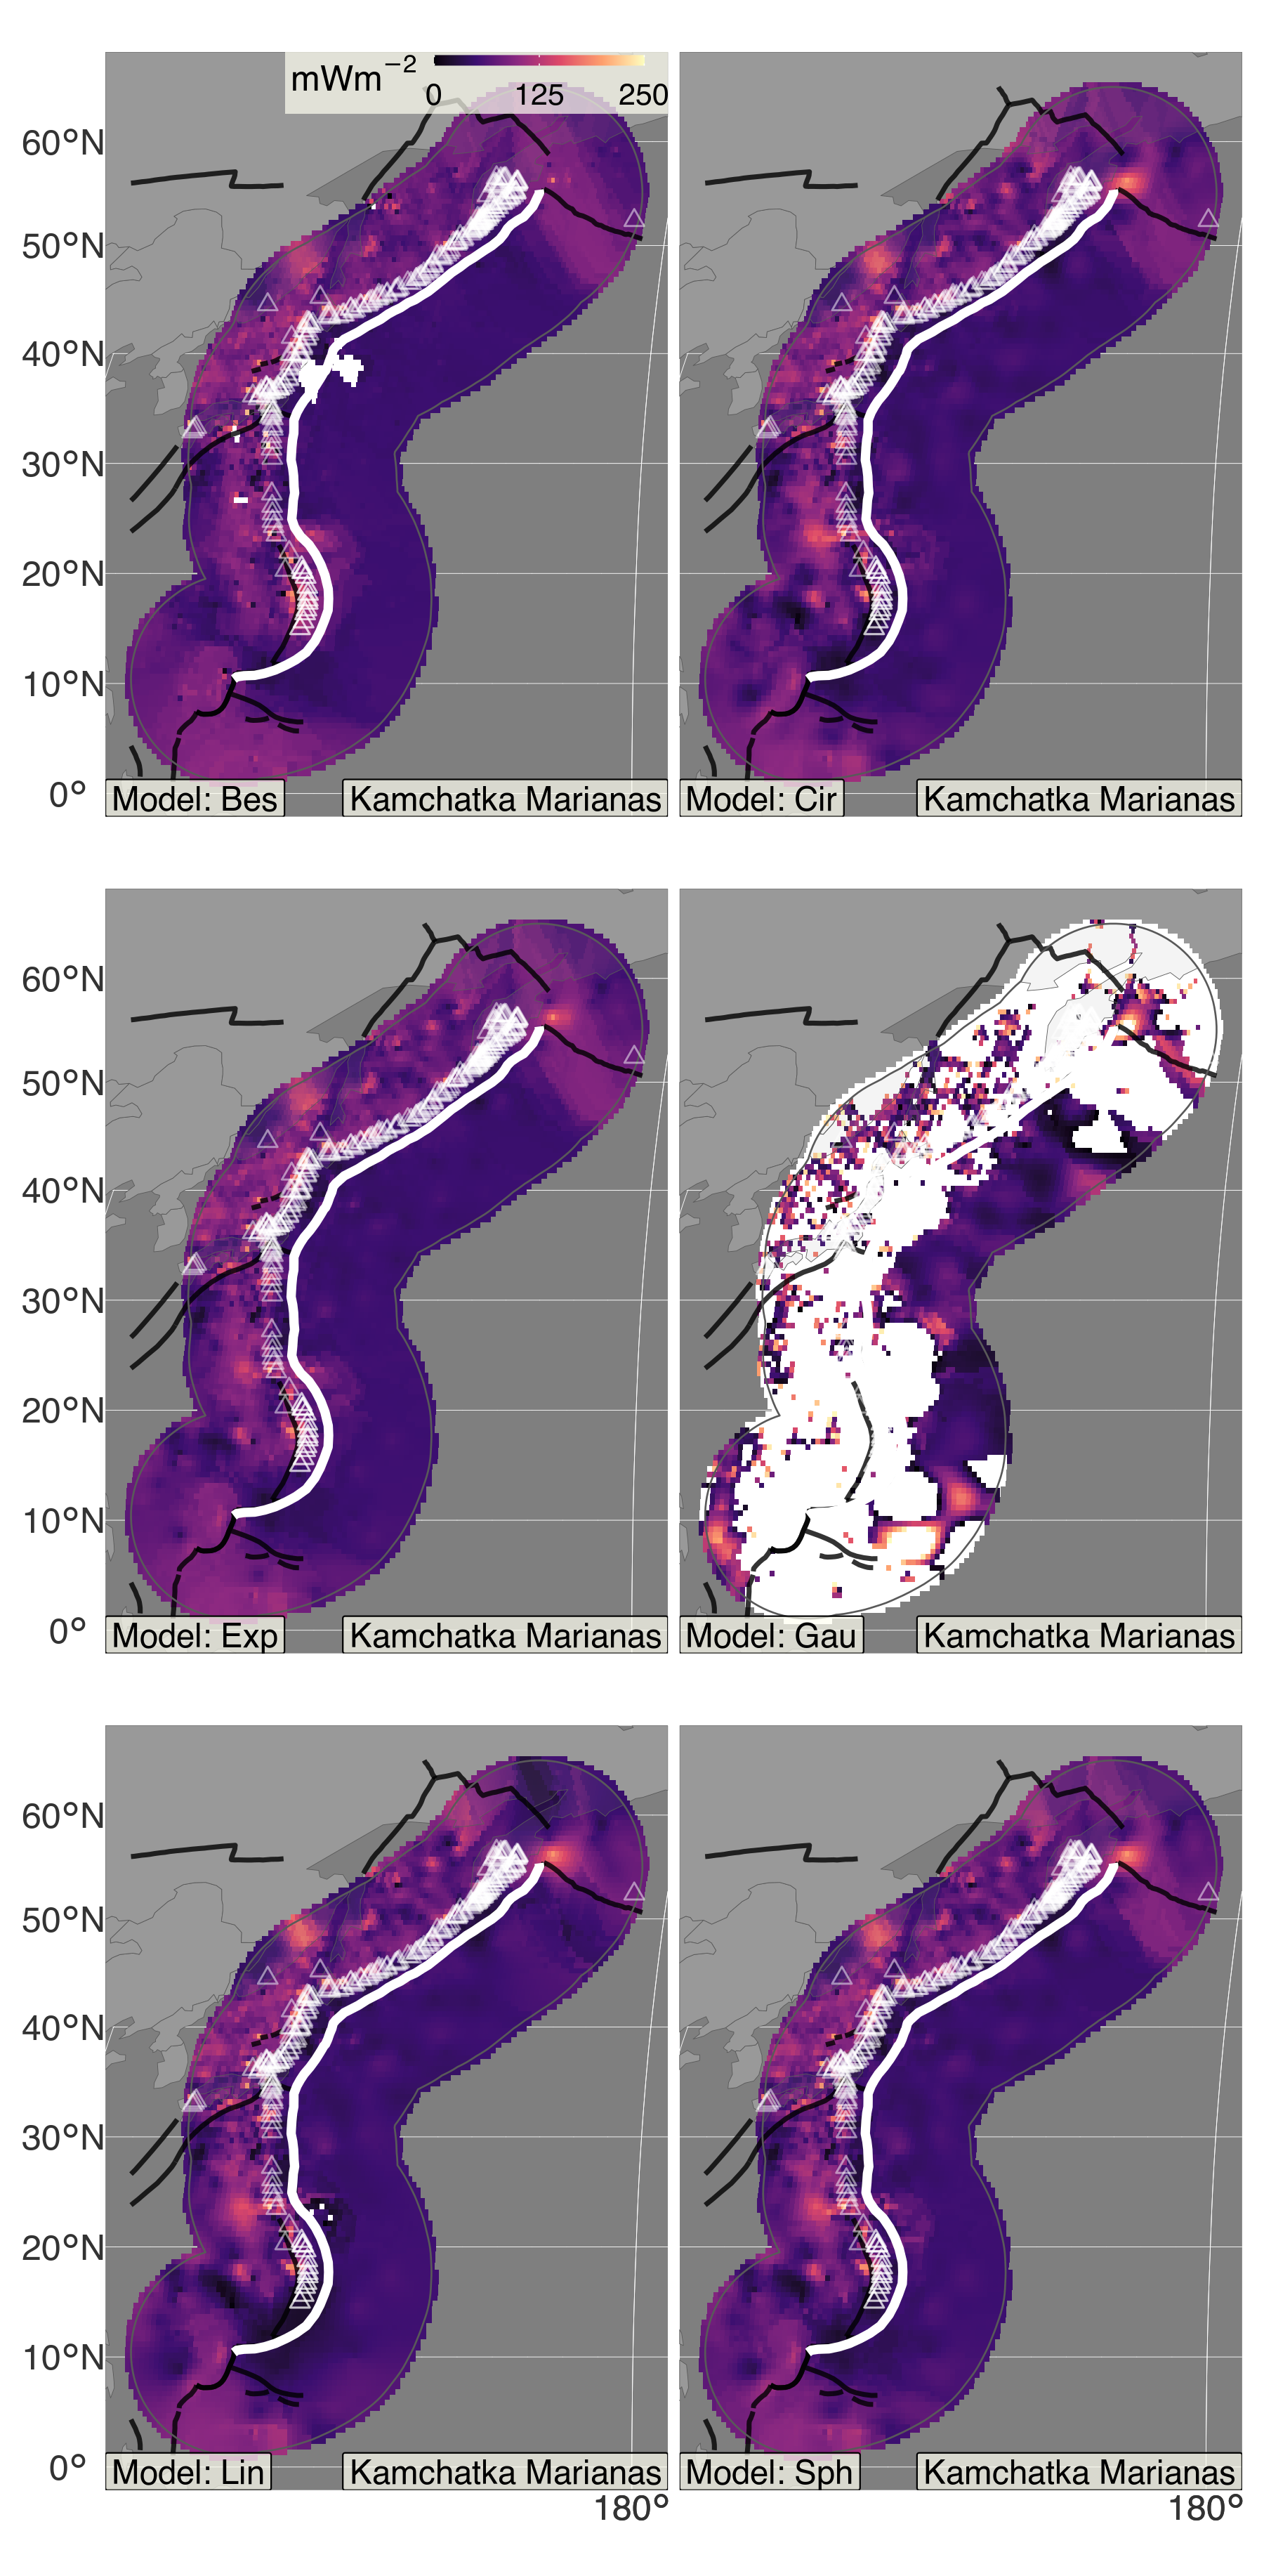 mWm−2
0 125 250
60°N
50°N
40°N
30°N
20°N
10°N
0°
Model: Bes
Kamchatka Marianas
Model: Cir
Kamchatka Marianas
60°N
50°N
40°N
30°N
20°N
10°N
0°
Model: Exp
Kamchatka Marianas
Model: Gau
Kamchatka Marianas
60°N
50°N
40°N
30°N
20°N
10°N
0°
Model: Lin
Kamchatka Marianas
Model: Sph
Kamchatka Marianas
180°
180°